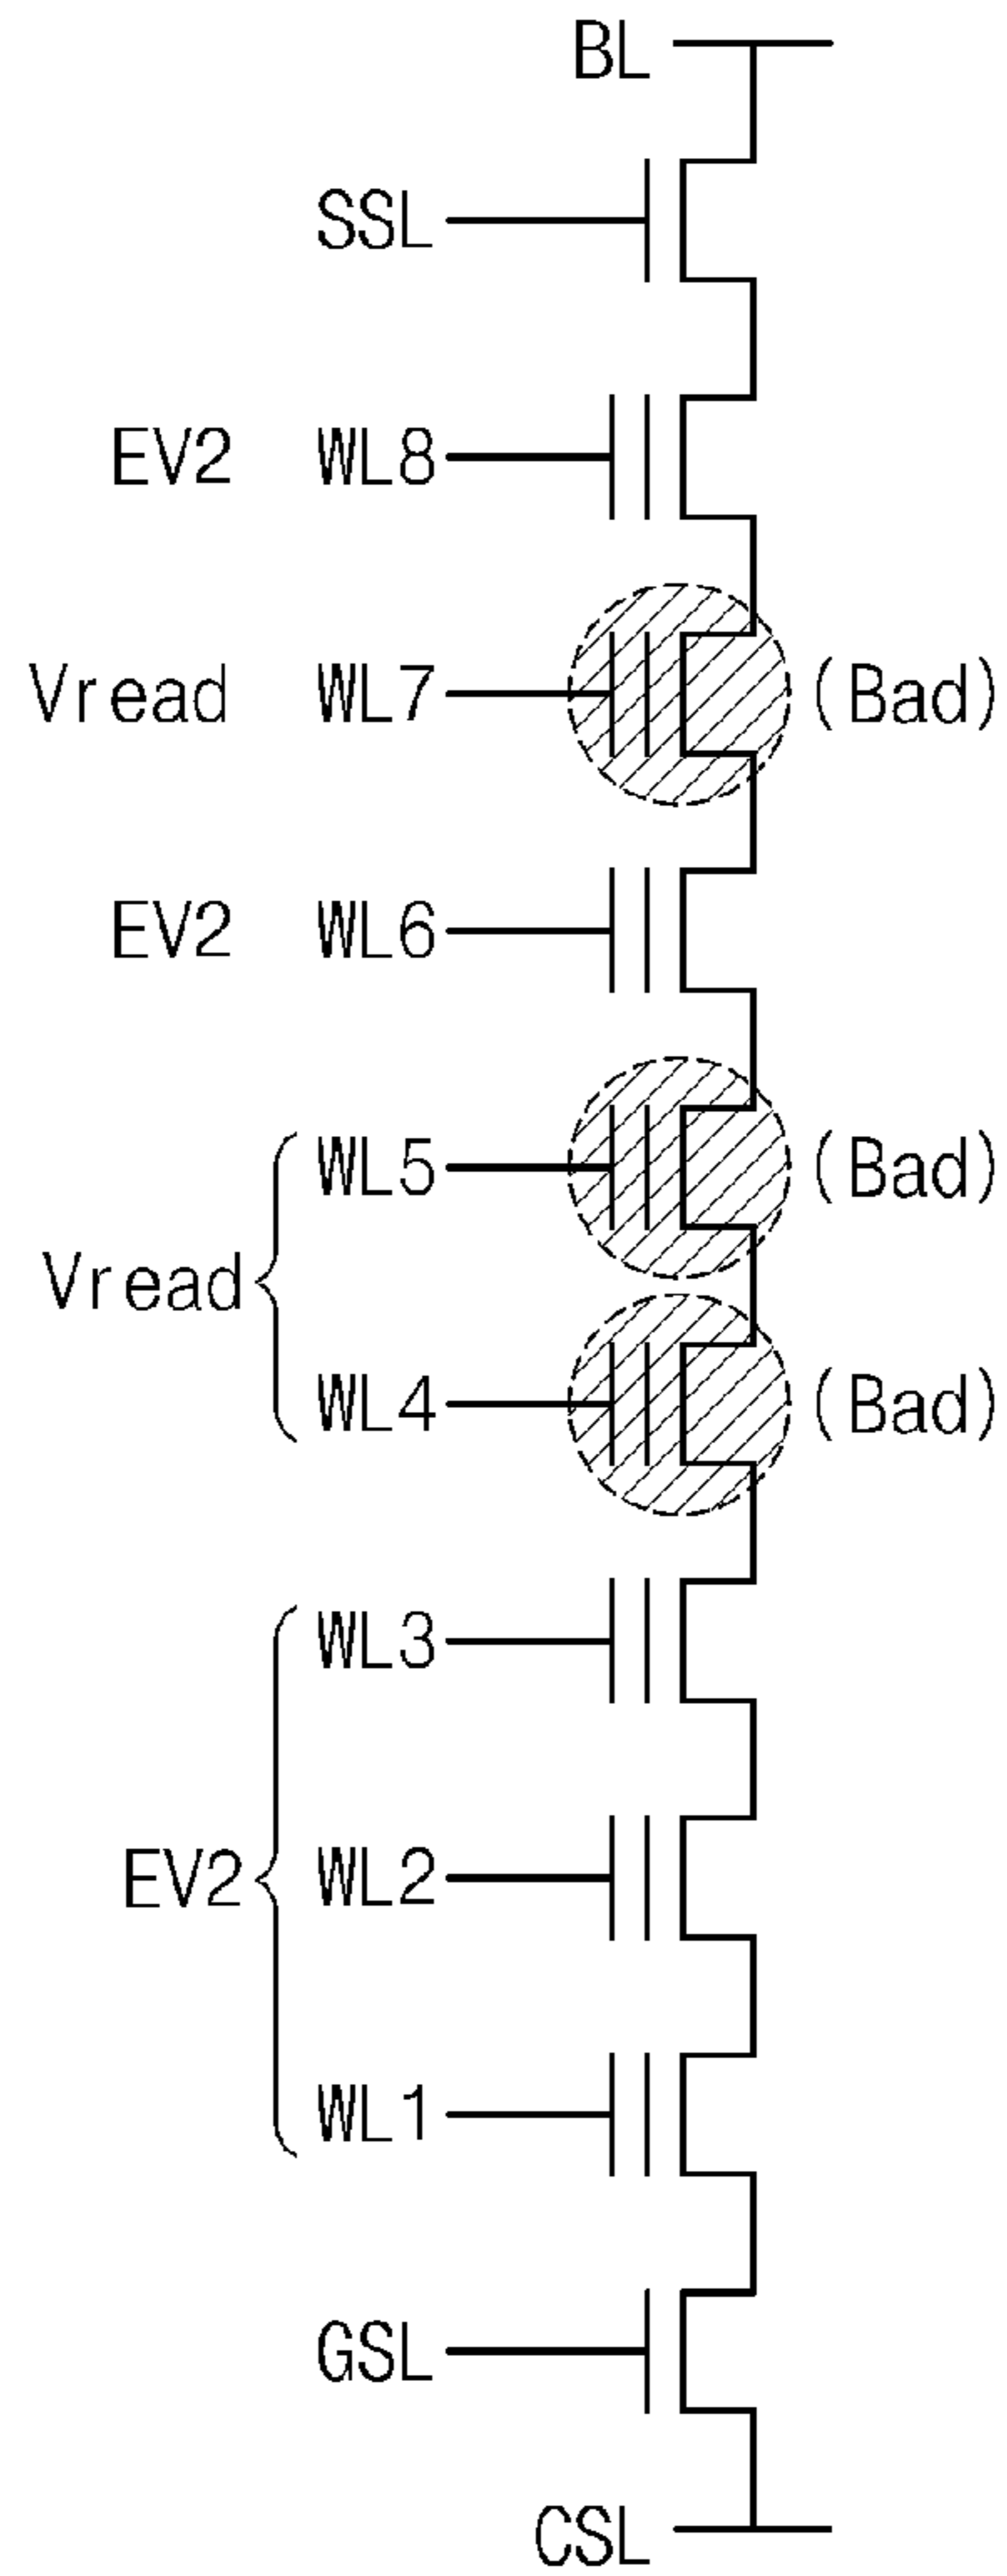 BL
SSL
EV2 WL8
Vread WL7 (Bad)
EV2 WL6
WL5 (Bad)
Vread
WL4 (Bad)
WL3
EV2 WL2
WL1
GSL
CSL